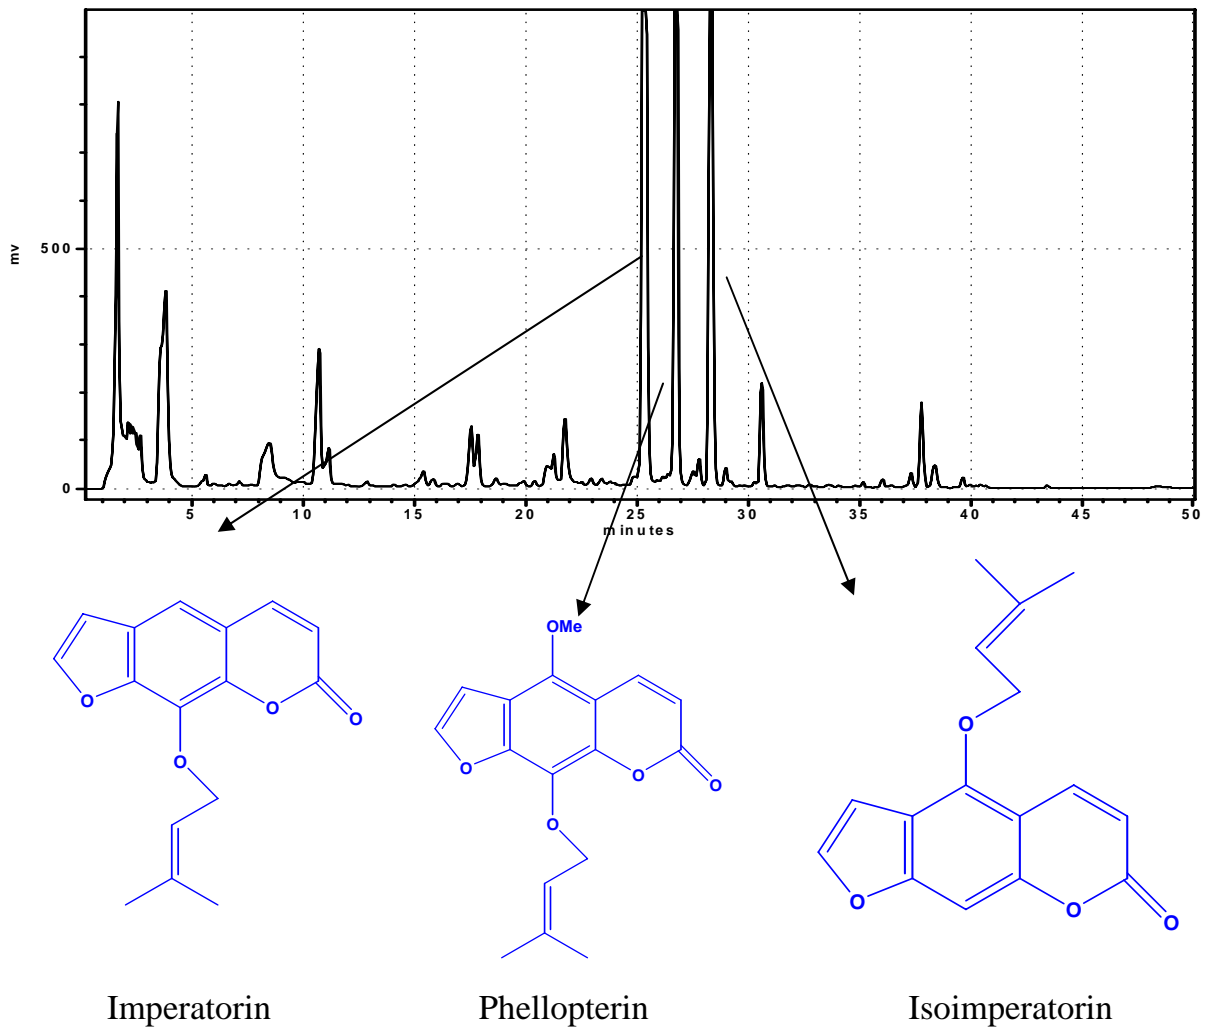 mv
500
0
5 10 15 20 25 30 35 40 45 50
minutes
OMe
O O O
O
O O O
O
O
O O O
Imperatorin Phellopterin Isoimperatorin